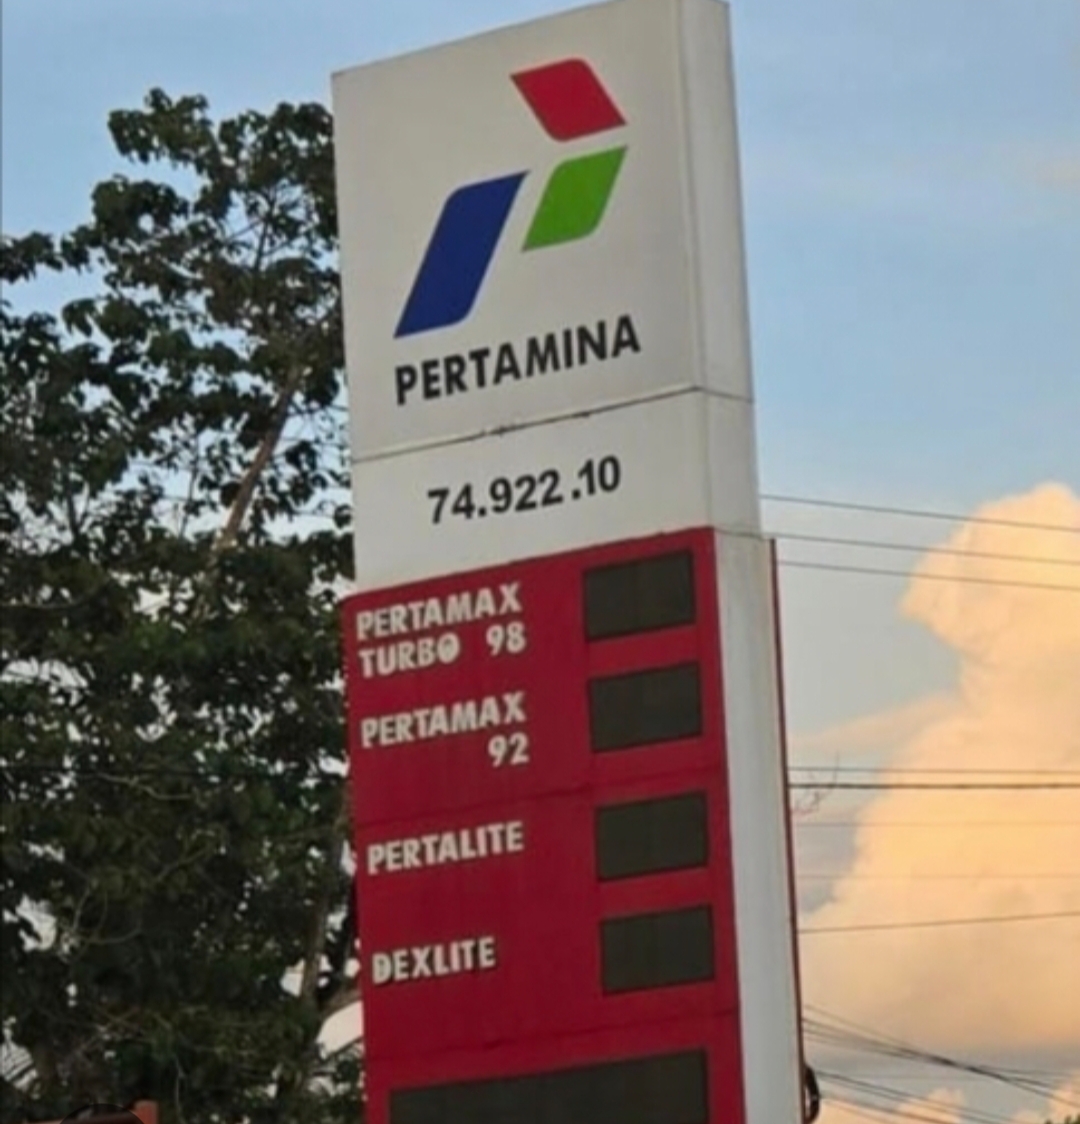 PERTAMINA
74.922.10
PERTAMAX
TURBO 98
PERTAMAX
92
PERTALITE
DEXLITE